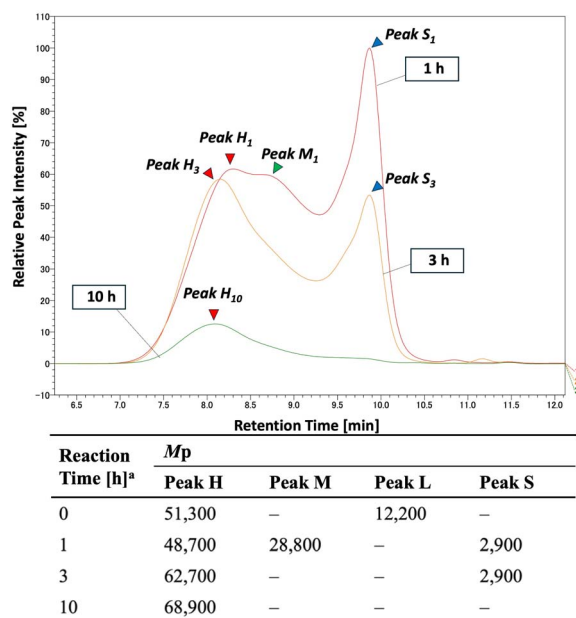 110
100
90
80
70
60
50
40
30
20
10
0
-10
Relative Peak Intensity [%]
Peak S1
1 h
Peak H1
Peak M1
Peak H3
Peak S3
3 h
Peak H10
10 h
6.5 7.0 7.5 8.0 8.5 9.0 9.5 10.0 10.5 11.0 11.5 12.0
Retention Time [min]
Reaction Time [h]a Mp
Peak H Peak M Peak L Peak S
0 51,300 – 12,200 –
1 48,700 28,800 – 2,900
3 62,700 – – 2,900
10 68,900 – – –